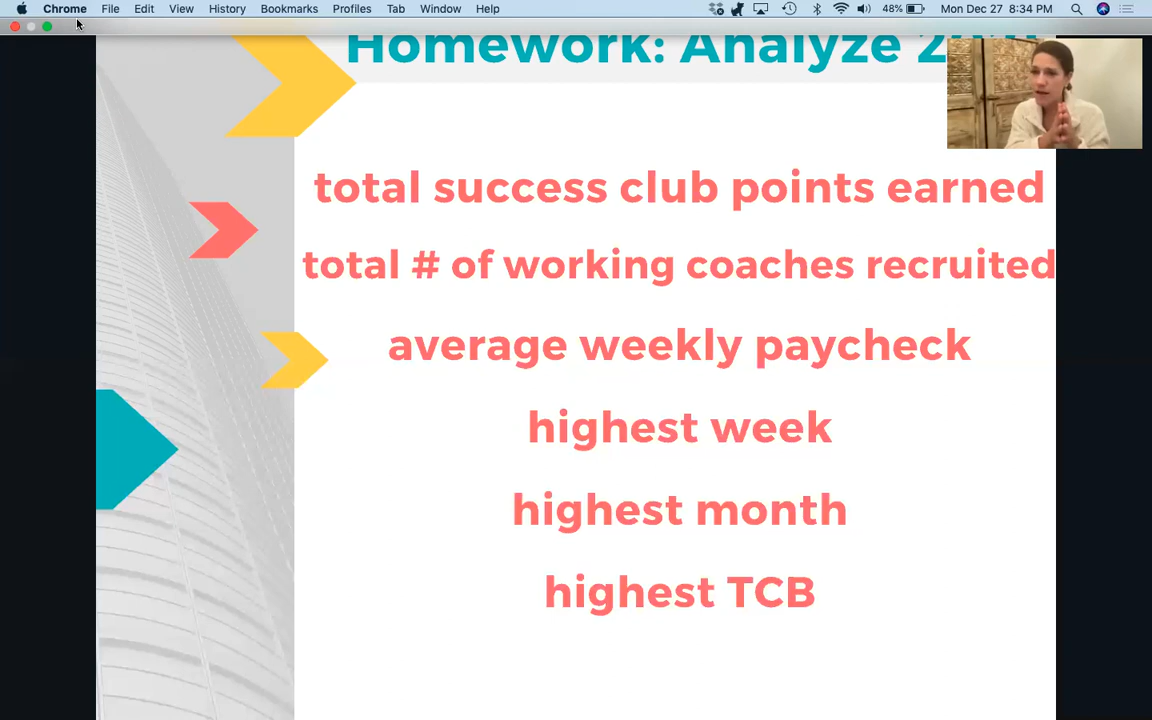 Chrome File Edit View History Bookmarks Profiles Tab Window Help 48% Mon Dec 27 8:34 PM
Homework: Analyze
total success club points earned
total # of working coaches recruited
average weekly paycheck
highest week
highest month
highest TCB